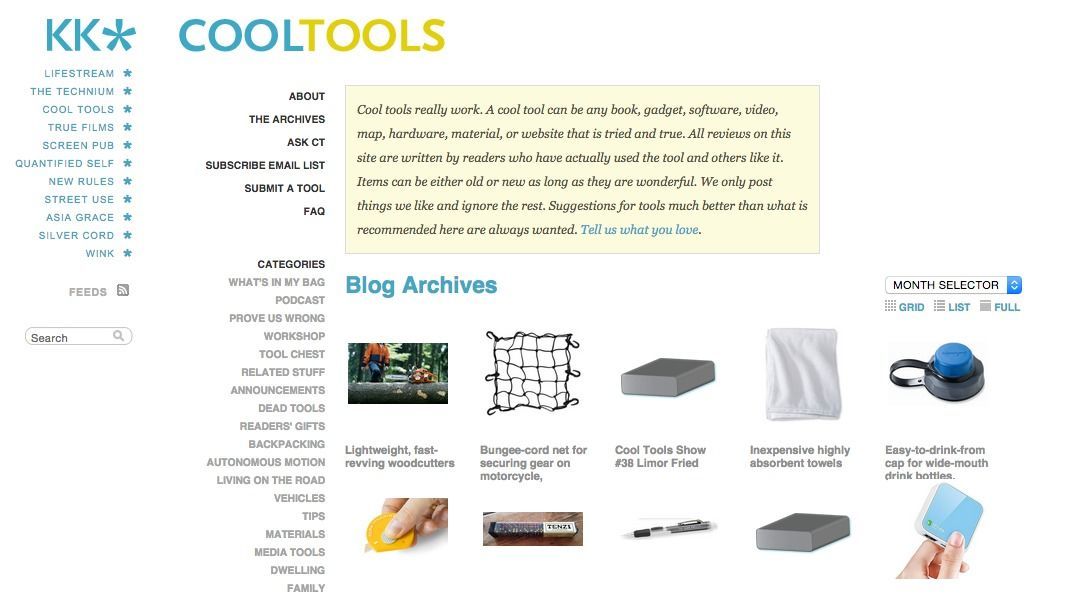 KK*
COOLTOOLS
LIFESTREAM *
THE TECHNIUM *
COOL TOOLS *
TRUE FILMS *
SCREEN PUB *
QUANTIFIED SELF *
NEW RULES *
STREET USE *
ASIA GRACE *
SILVER CORD *
WINK *
FEEDS
Search
ABOUT
THE ARCHIVES
ASK CT
SUBSCRIBE EMAIL LIST
SUBMIT A TOOL
FAQ
CATEGORIES
WHAT'S IN MY BAG
PODCAST
PROVE US WRONG
WORKSHOP
TOOL CHEST
RELATED STUFF
ANNOUNCEMENTS
DEAD TOOLS
READERS' GIFTS
BACKPACKING
AUTONOMOUS MOTION
LIVING ON THE ROAD
VEHICLES
TIPS
MATERIALS
MEDIA TOOLS
DWELLING
FAMILY
Cool tools really work. A cool tool can be any book, gadget, software, video,
map, hardware, material, or website that is tried and true. All reviews on this
site are written by readers who have actually used the tool and others like it.
Items can be either old or new as long as they are wonderful. We only post
things we like and ignore the rest. Suggestions for tools much better than what is
recommended here are always wanted. Tell us what you love.
Blog Archives
MONTH SELECTOR
GRID LIST FULL
Lightweight, fast-
revving woodcutters
Bungee-cord net for
securing gear on
motorcycle,
Cool Tools Show
#38 Limor Fried
Inexpensive highly
absorbent towels
Easy-to-drink-from
cap for wide-mouth
drink bottles.
TENZI